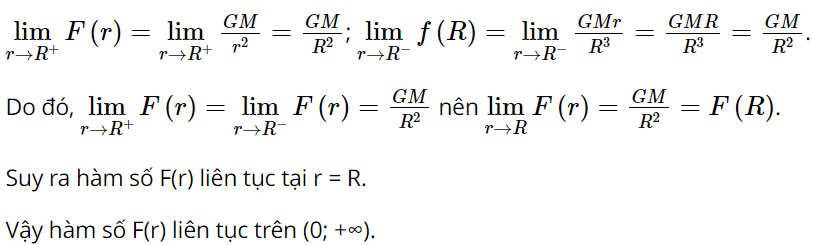 $\lim\limits_{r \to R^+} F(r) = \lim\limits_{r \to R^+} \frac{GM}{r^2} = \frac{GM}{R^2}$; $\lim\limits_{r \to R^-} f(R) = \lim\limits_{r \to R^-} \frac{GMr}{R^3} = \frac{GMR}{R^3} = \frac{GM}{R^2}$.
Do đó, $\lim\limits_{r \to R^+} F(r) = \lim\limits_{r \to R^-} F(r) = \frac{GM}{R^2}$ nên $\lim\limits_{r \to R} F(r) = \frac{GM}{R^2} = F(R)$.
Suy ra hàm số F(r) liên tục tại r = R.
Vậy hàm số F(r) liên tục trên (0; +∞).